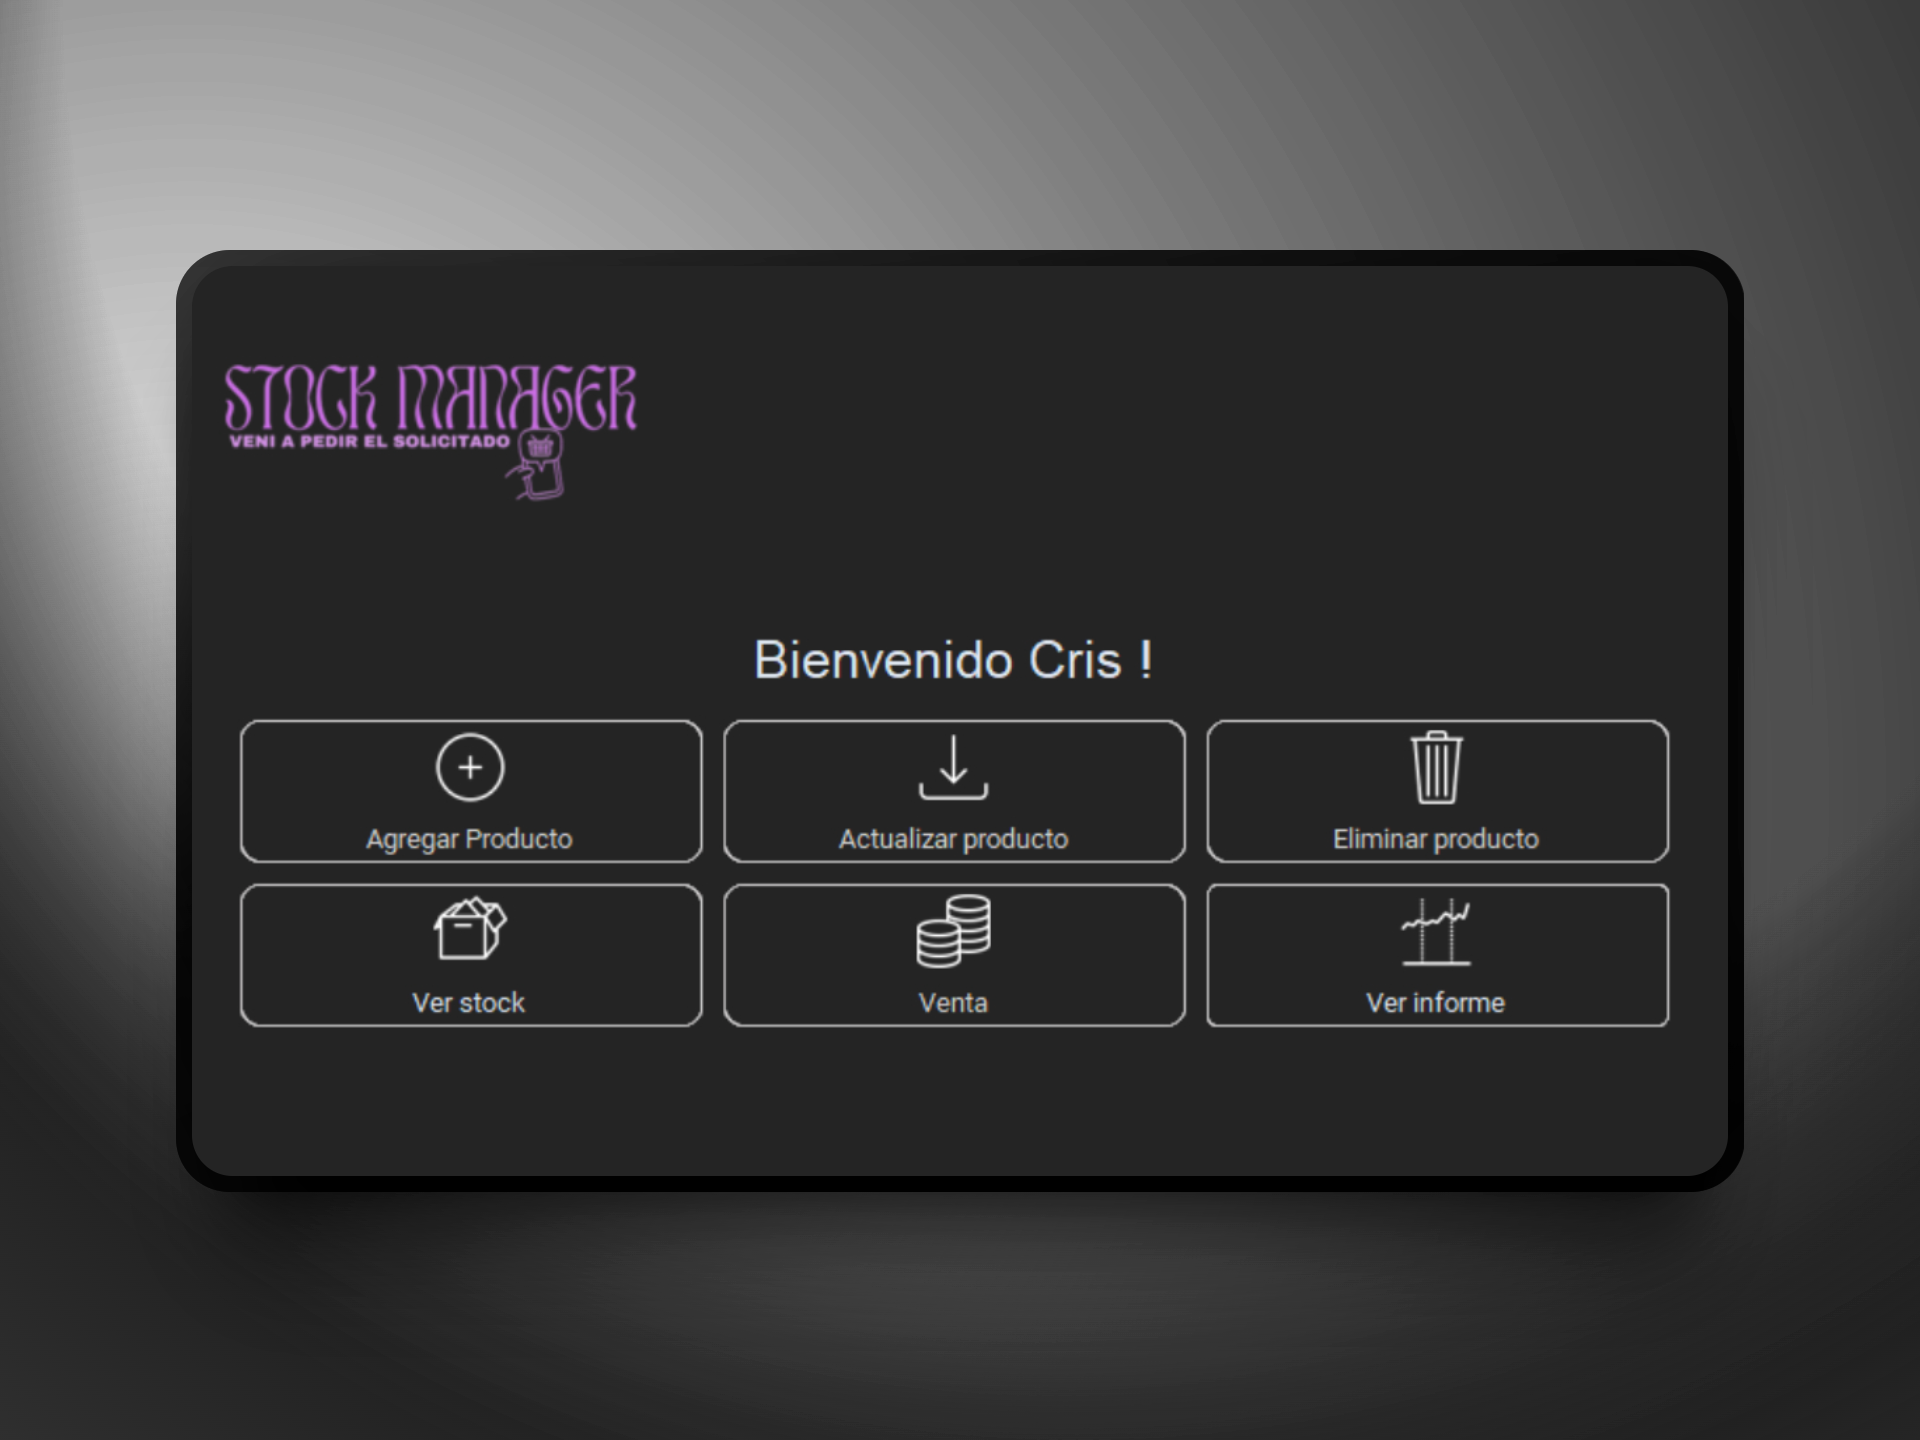 STOCK MANAGER
VENI A PEDIR EL SOLICITADO
Bienvenido Cris !
Agregar Producto
Actualizar producto
Eliminar producto
Ver stock
Venta
Ver informe